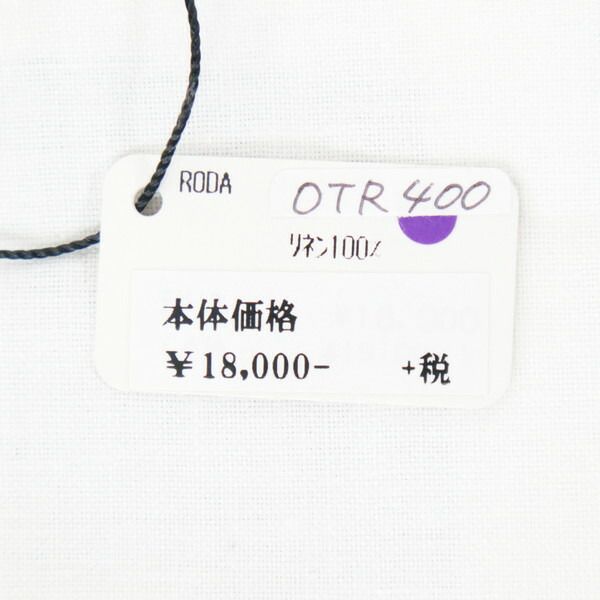 RODA
OTR 400
リネン100%
本体価格
¥18,000- +税